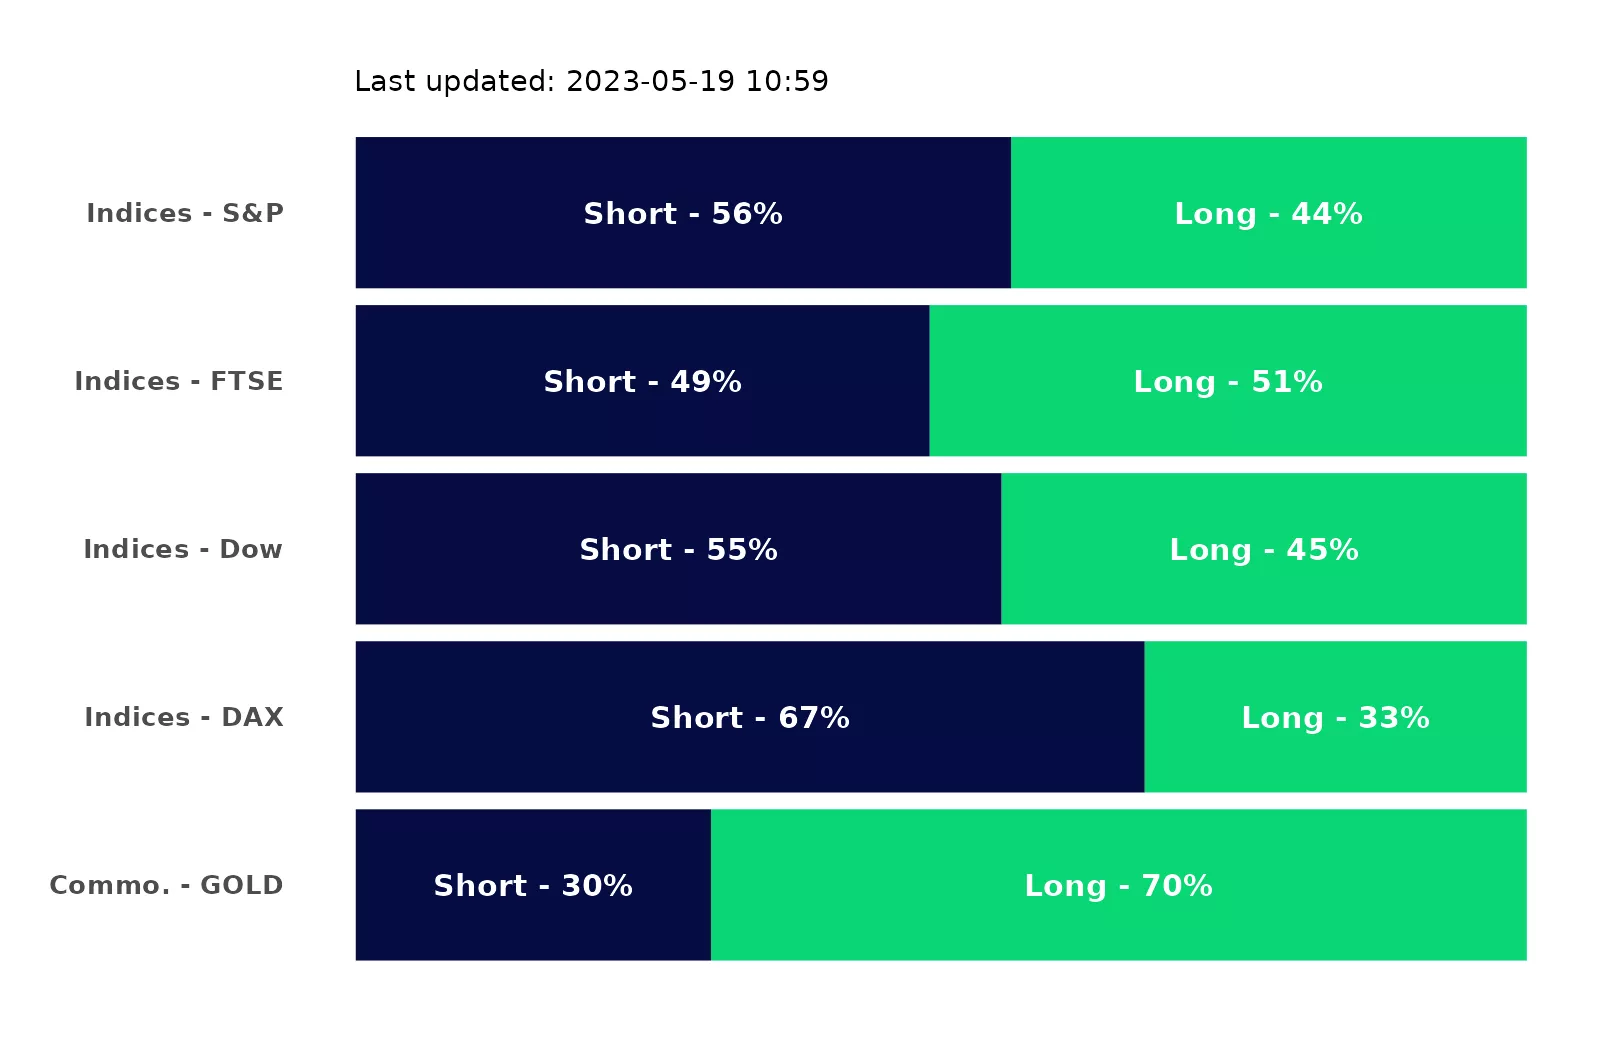 Last updated: 2023-05-19 10:59
Indices - S&P Short - 56% Long - 44%
Indices - FTSE Short - 49% Long - 51%
Indices - Dow Short - 55% Long - 45%
Indices - DAX Short - 67% Long - 33%
Commo. - GOLD Short - 30% Long - 70%